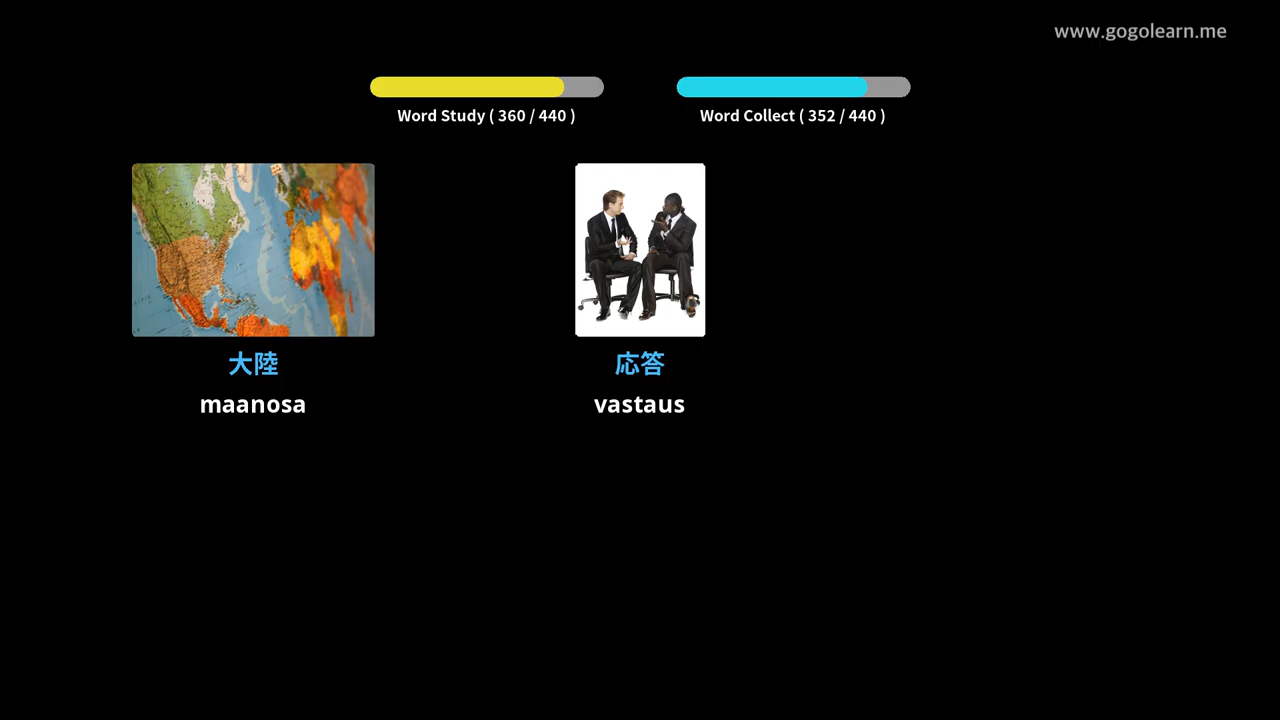 www.gogolearn.me
Word Study ( 360 / 440 )
Word Collect ( 352 / 440 )
大陸
maanosa
応答
vastaus